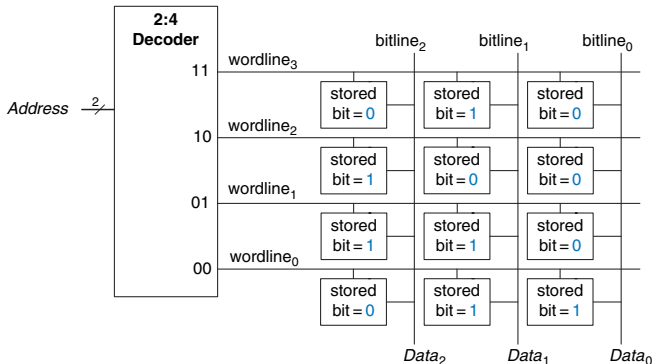 2:4
Decoder
bitline2 bitline1 bitline0
wordline3
11
stored stored stored
bit = 0 bit = 1 bit = 0
Address 2
wordline2
10
stored stored stored
bit = 1 bit = 0 bit = 0
wordline1
01
stored stored stored
bit = 1 bit = 1 bit = 0
wordline0
00
stored stored stored
bit = 0 bit = 1 bit = 1
Data2 Data1 Data0